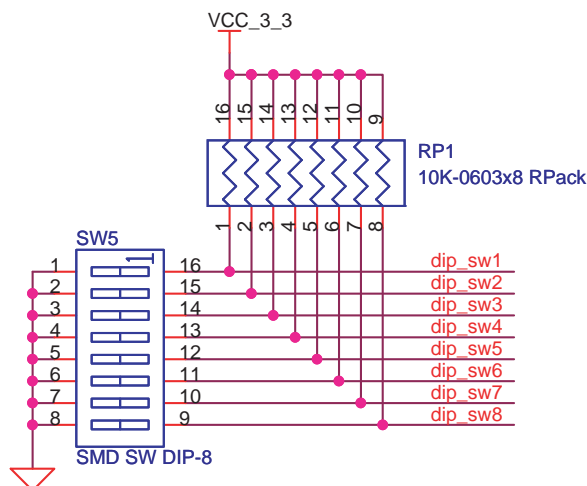 VCC_3_3
16 15 14 13 12 11 10 9
RP1
10K-0603x8 RPack
1 2 3 4 5 6 7 8
SW5
1 1 16 dip_sw1
2 15 dip_sw2
3 14 dip_sw3
4 13 dip_sw4
5 12 dip_sw5
6 11 dip_sw6
7 10 dip_sw7
8 9 dip_sw8
SMD SW DIP-8